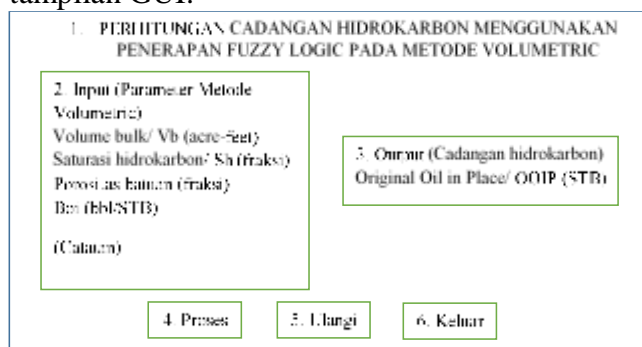 tampilan GUI.
1. PERHITUNGAN CADANGAN HIDROKARBON MENGGUNAKAN
PENERAPAN FUZZY LOGIC PADA METODE VOLUMETRIC
2. Input (Parameter Metode
Volumetric)
Volume bulk/ Vb (acre-feet)
Saturasi hidrokarbon/ Sh (fraksi)
Porositas batuan (fraksi)
Boi (bbl/STB)
(Catatan)
3. Output (Cadangan hidrokarbon)
Original Oil in Place/ OOIP (STB)
4. Proses
5. Ulangi
6. Keluar